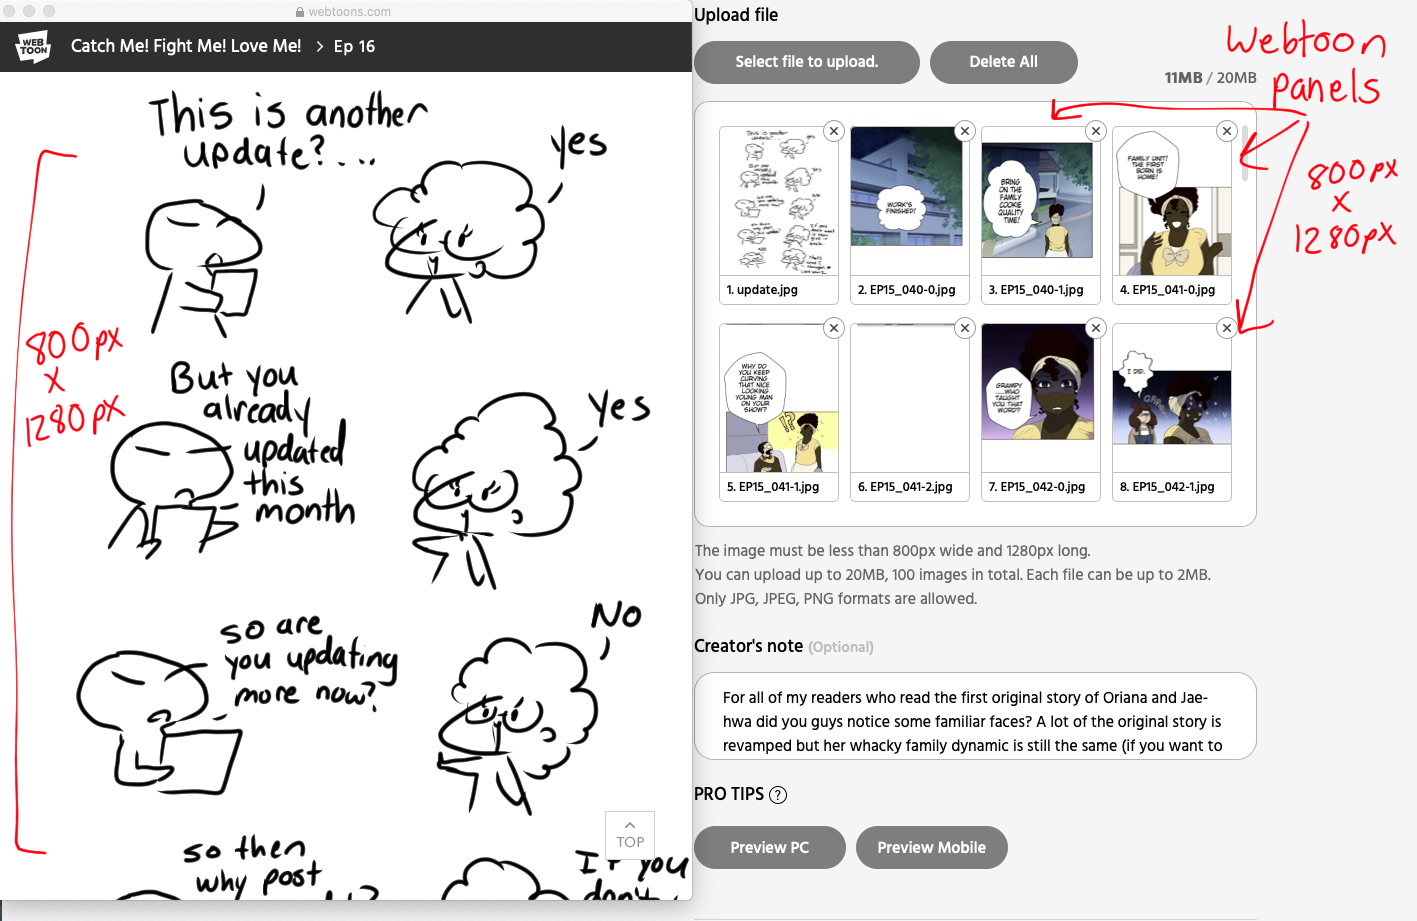 webtoons.com
WEB
TOON
Catch Me! Fight Me! Love Me! > Ep 16
This is another
update?...
yes
800px
x
1280px
But you
already
updated
this
month
Yes
so are
you updating
more now?
No
TOP
so then
why post
If you
don't
Upload file
Select file to upload.
Delete All
11MB / 20MB
Webtoon
panels
800px
x
1280px
This is another
update?...
yes
WORK'S
FINISHED!
BRING
ON THE
FAMILY
COOKIE
QUALITY
TIME!
FAMILY UNIT!
THE FIRST
BORN IS
HOME!
1. update.jpg
2. EP15_040-0.jpg
3. EP15_040-1.jpg
4. EP15_041-0.jpg
WHY DO
YOU KEEP
CURVING
THAT NICE
LOOKING
YOUNG MAN
ON YOUR
SHOW?
?!?
GRAMPY
....WHO
TAUGHT
YOU THAT
WORD?
I DID.
5. EP15_041-1.jpg
6. EP15_041-2.jpg
7. EP15_042-0.jpg
8. EP15_042-1.jpg
The image must be less than 800px wide and 1280px long.
You can upload up to 20MB, 100 images in total. Each file can be up to 2MB.
Only JPG, JPEG, PNG formats are allowed.
Creator's note (Optional)
For all of my readers who read the first original story of Oriana and Jae-
hwa did you guys notice some familiar faces? A lot of the original story is
revamped but her whacky family dynamic is still the same (if you want to
PRO TIPS ?
Preview PC
Preview Mobile